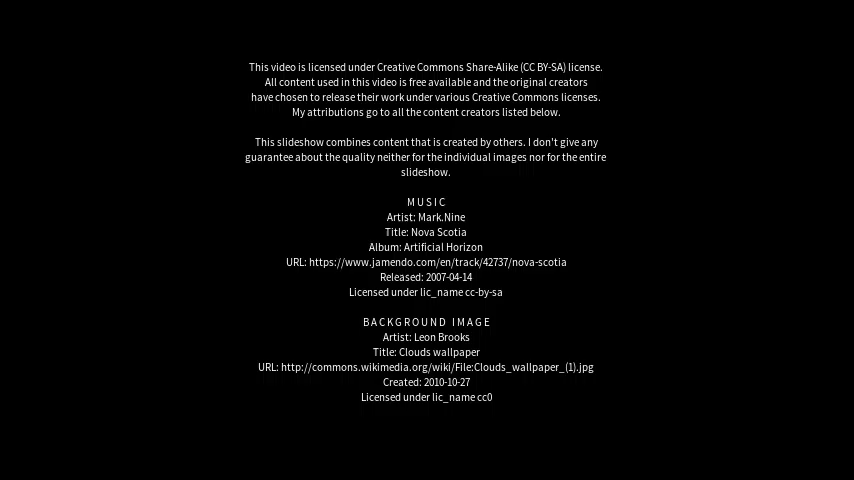 This video is licensed under Creative Commons Share-Alike (CC BY-SA) license.
All content used in this video is free available and the original creators
have chosen to release their work under various Creative Commons licenses.
My attributions go to all the content creators listed below.
This slideshow combines content that is created by others. I don't give any
guarantee about the quality neither for the individual images nor for the entire
slideshow.
M U S I C
Artist: Mark.Nine
Title: Nova Scotia
Album: Artificial Horizon
URL: https://www.jamendo.com/en/track/42737/nova-scotia
Released: 2007-04-14
Licensed under lic_name cc-by-sa
B A C K G R O U N D   I M A G E
Artist: Leon Brooks
Title: Clouds wallpaper
URL: http://commons.wikimedia.org/wiki/File:Clouds_wallpaper_(1).jpg
Created: 2010-10-27
Licensed under lic_name cc0